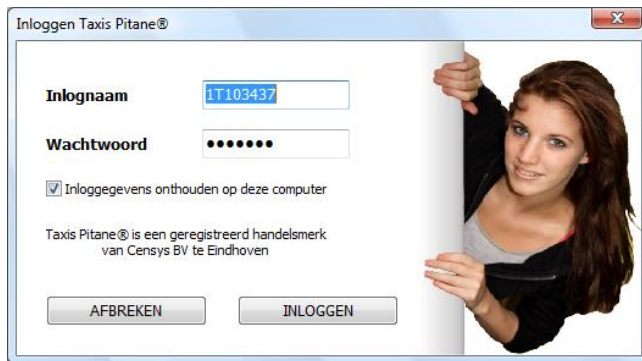 Inloggen Taxis Pitane®
Inlognaam 1T103437
Wachtwoord •••••••
Inloggegevens onthouden op deze computer
Taxis Pitane® is een geregistreerd handelsmerk
van Censys BV te Eindhoven
AFBREKEN INLOGGEN